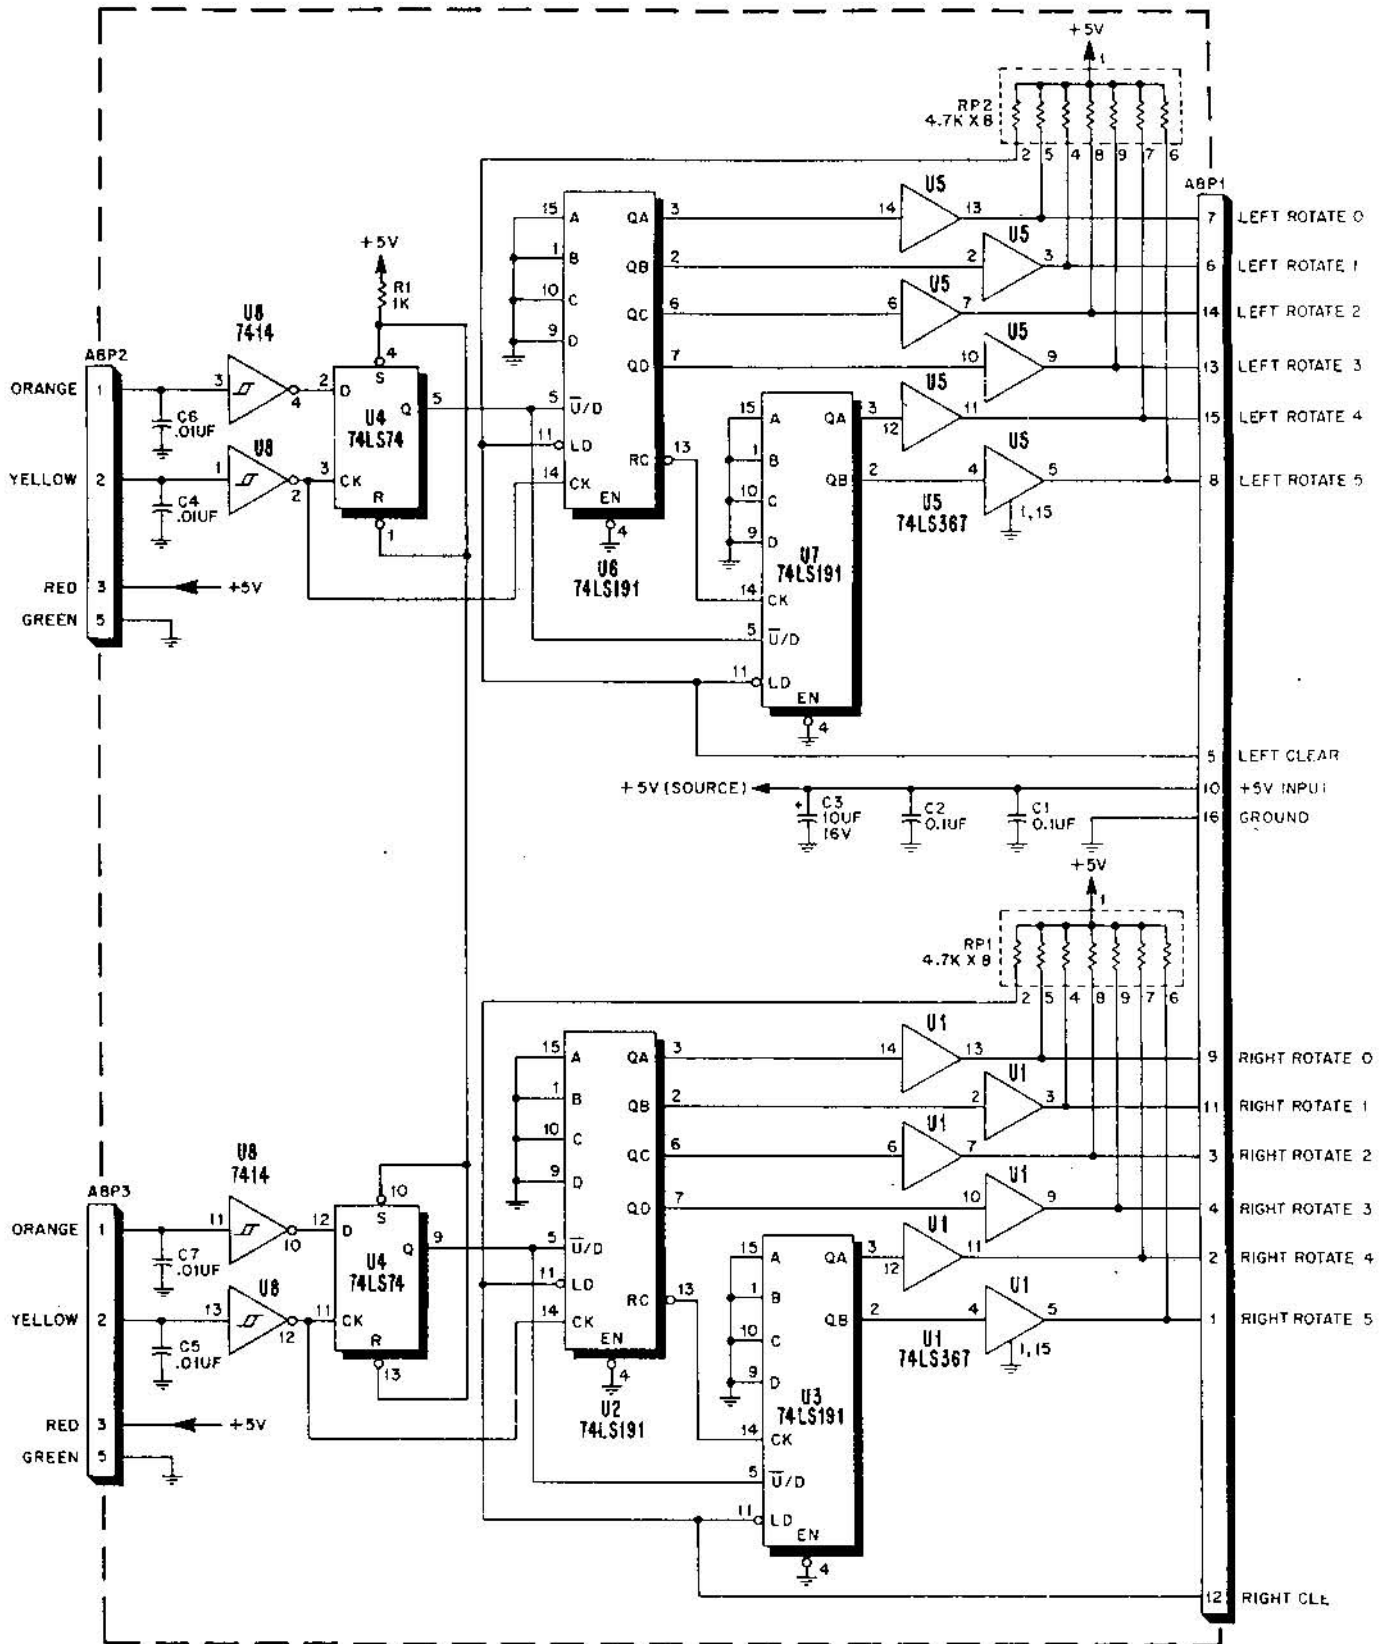 +5V
1
RP2
4.7K X 8
2 5 4 8 9 7 6
A8P1
15 A QA 3 14 U5 13 7 LEFT ROTATE 0
+5V
1 B QB 2 2 U5 3 6 LEFT ROTATE 1
R1
1K
10 C QC 6 6 U5 7 14 LEFT ROTATE 2
U8
7414
9 D QD 7 10 U5 9 13 LEFT ROTATE 3
A8P2
4
S
ORANGE 1 3 4 2 D Q 5 5 U/D
C6
.01UF
U4
74LS74
15 A QA 3 12 U5 11 15 LEFT ROTATE 4
11 LD
RC 13
U8
YELLOW 2 1 2 3 CK 14 CK
1 B QB 2 4 U5 5 8 LEFT ROTATE 5
C4
.01UF
R
1
EN
4
10 C
U5
74LS367
1,15
9 D
U6
74LS191
U7
74LS191
RED 3 +5V
14 CK
GREEN 5
5 U/D
11 LD
EN
4
5 LEFT CLEAR
+5V (SOURCE) 10 +5V INPUT
+ C3
10UF
16V
C2
0.1UF
C1
0.1UF
16 GROUND
+5V
1
RP1
4.7K X 8
2 5 4 8 9 7 6
15 A QA 3 14 U1 13 9 RIGHT ROTATE 0
1 B QB 2 2 U1 3 11 RIGHT ROTATE 1
10 C QC 6 6 U1 7 3 RIGHT ROTATE 2
U8
7414
9 D QD 7 10 U1 9 4 RIGHT ROTATE 3
A8P3
10
S
ORANGE 1 11 10 12 D Q 9 5 U/D
C7
.01UF
U4
74LS74
15 A QA 3 12 U1 11 2 RIGHT ROTATE 4
11 LD
RC 13
U8
YELLOW 2 13 12 11 CK 14 CK
1 B QB 2 4 U1 5 1 RIGHT ROTATE 5
C5
.01UF
R
13
EN
4
10 C
U1
74LS367
1,15
9 D
U2
74LS191
U3
74LS191
RED 3 +5V
14 CK
GREEN 5
5 U/D
11 LD
EN
4
12 RIGHT CLE